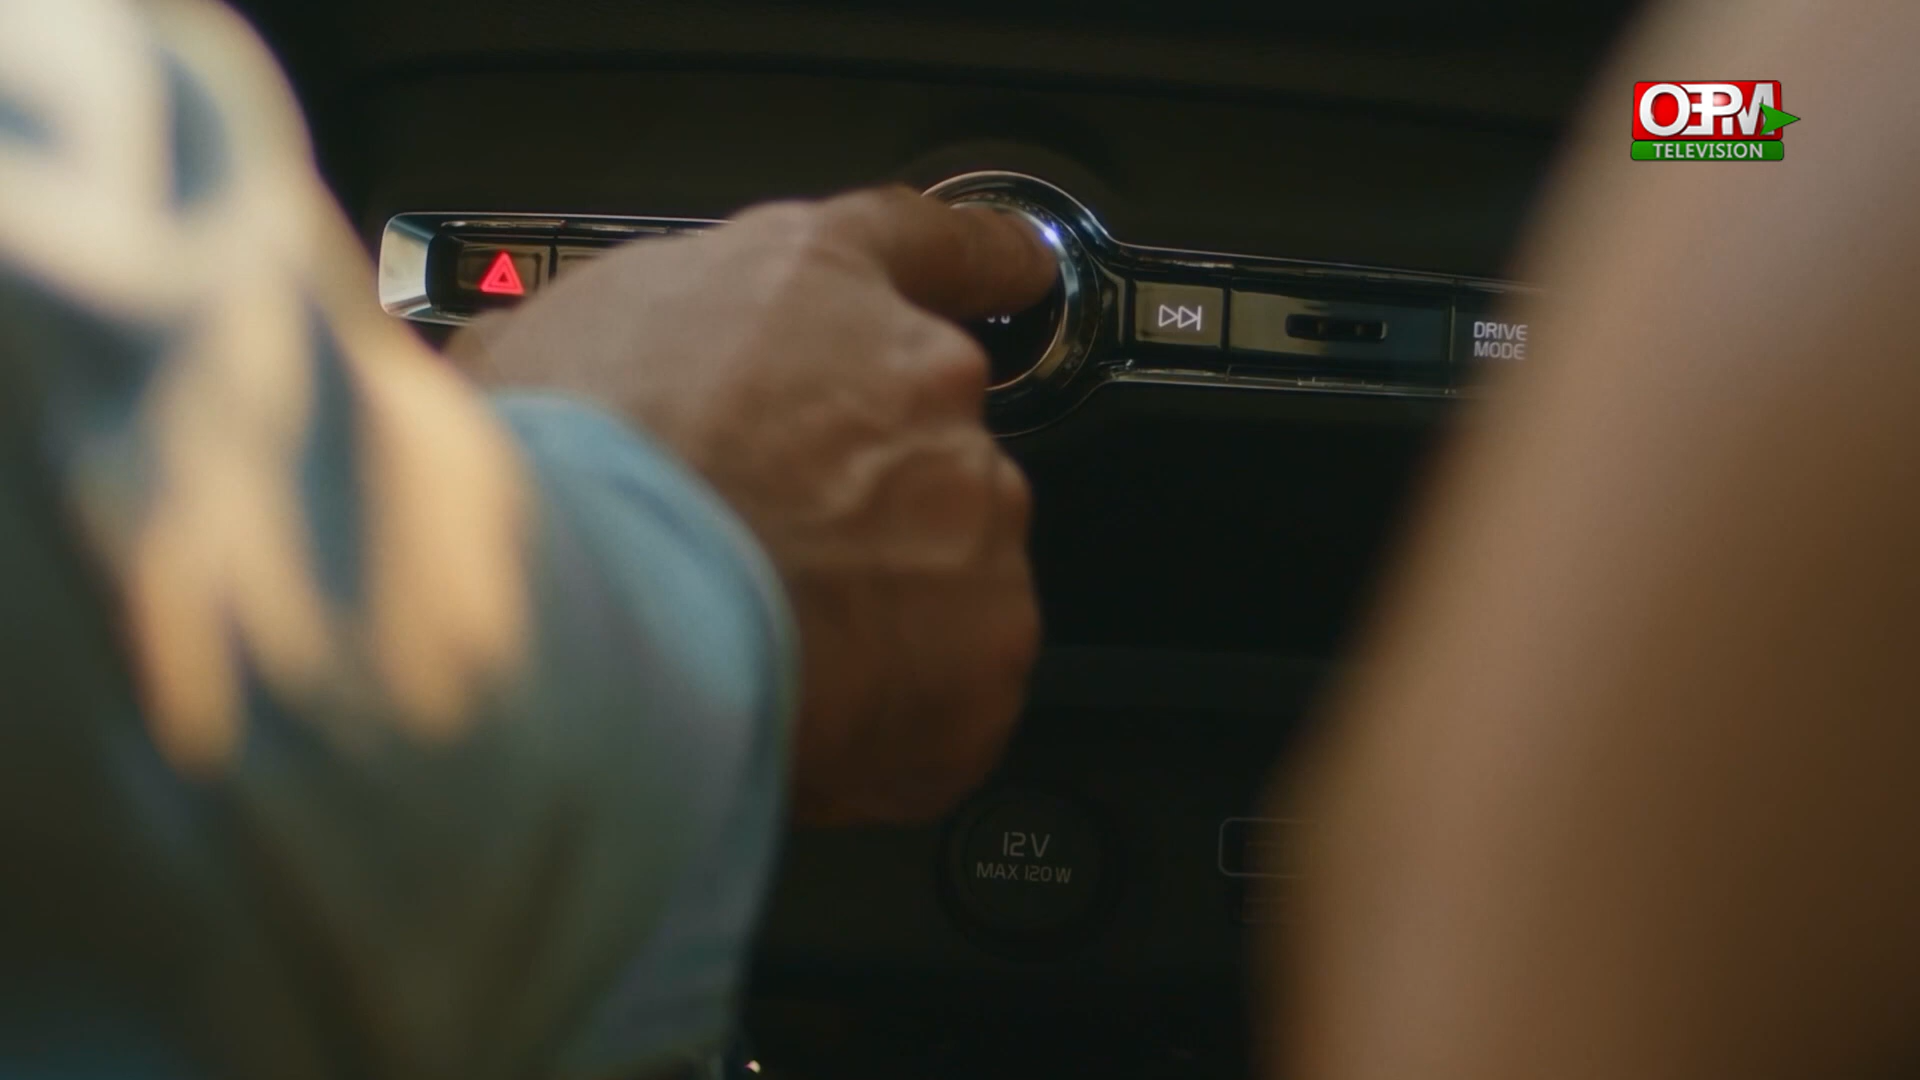 OEPM
TELEVISION
DRIVE
MODE
12V
MAX 120W